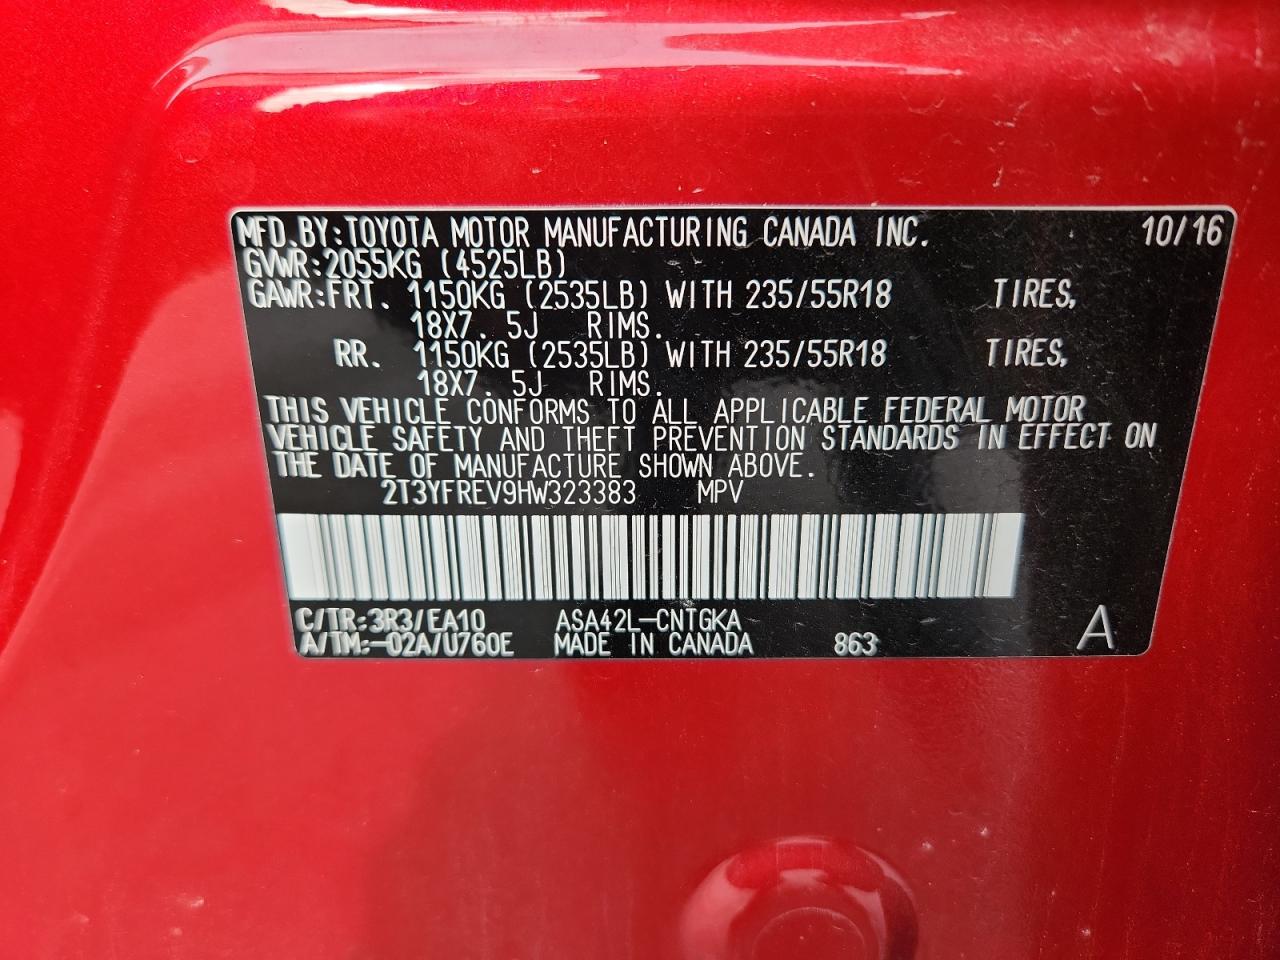 MFD.BY:TOYOTA MOTOR MANUFACTURING CANADA INC. 10/16
GVWR:2055KG (4525LB)
GAWR:FRT. 1150KG (2535LB) WITH 235/55R18 TIRES,
18X7.5J RIMS.
RR. 1150KG (2535LB) WITH 235/55R18 TIRES,
18X7.5J RIMS.
THIS VEHICLE CONFORMS TO ALL APPLICABLE FEDERAL MOTOR
VEHICLE SAFETY AND THEFT PREVENTION STANDARDS IN EFFECT ON
THE DATE OF MANUFACTURE SHOWN ABOVE.
2T3YFREV9HW323383 MPV
C/TR:3R3/EA10 ASA42L-CNTGKA
A/TM:-02A/U760E MADE IN CANADA 863 A